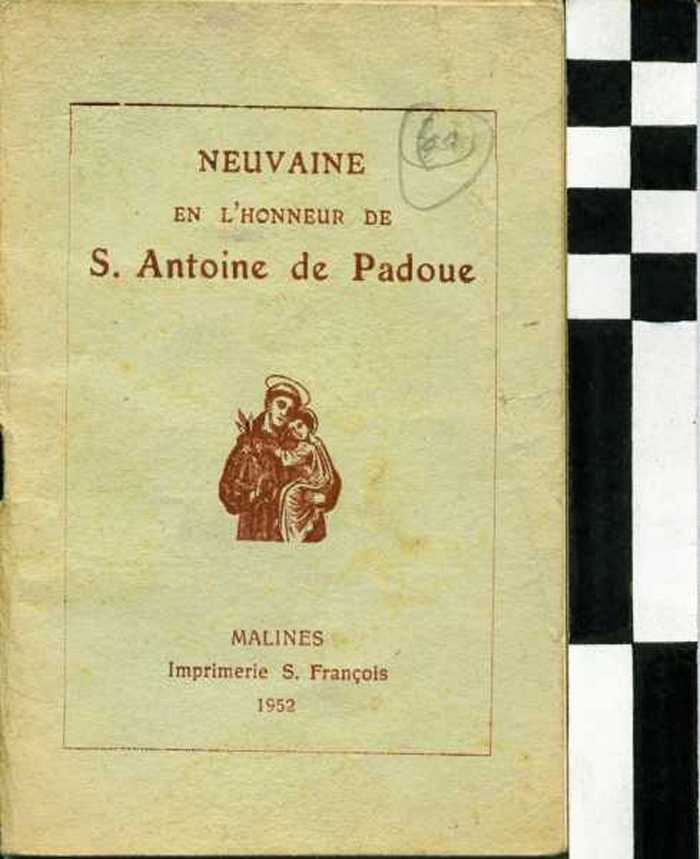 NEUVAINE
EN L'HONNEUR DE
S. Antoine de Padoue
MALINES
Imprimerie S. François
1952